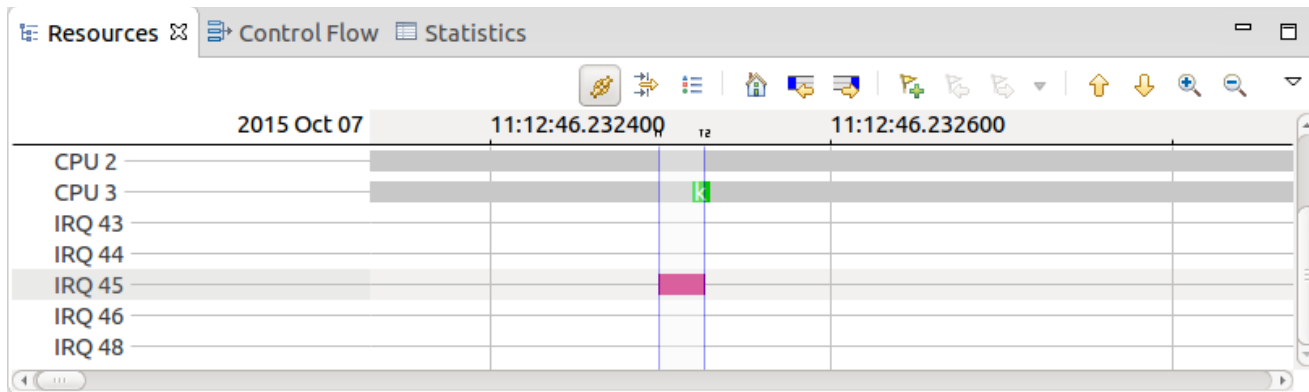 Resources Control Flow Statistics
2015 Oct 07 11:12:46.232400 11:12:46.232600
T1 T2
CPU 2
CPU 3 k
IRQ 43
IRQ 44
IRQ 45
IRQ 46
IRQ 48